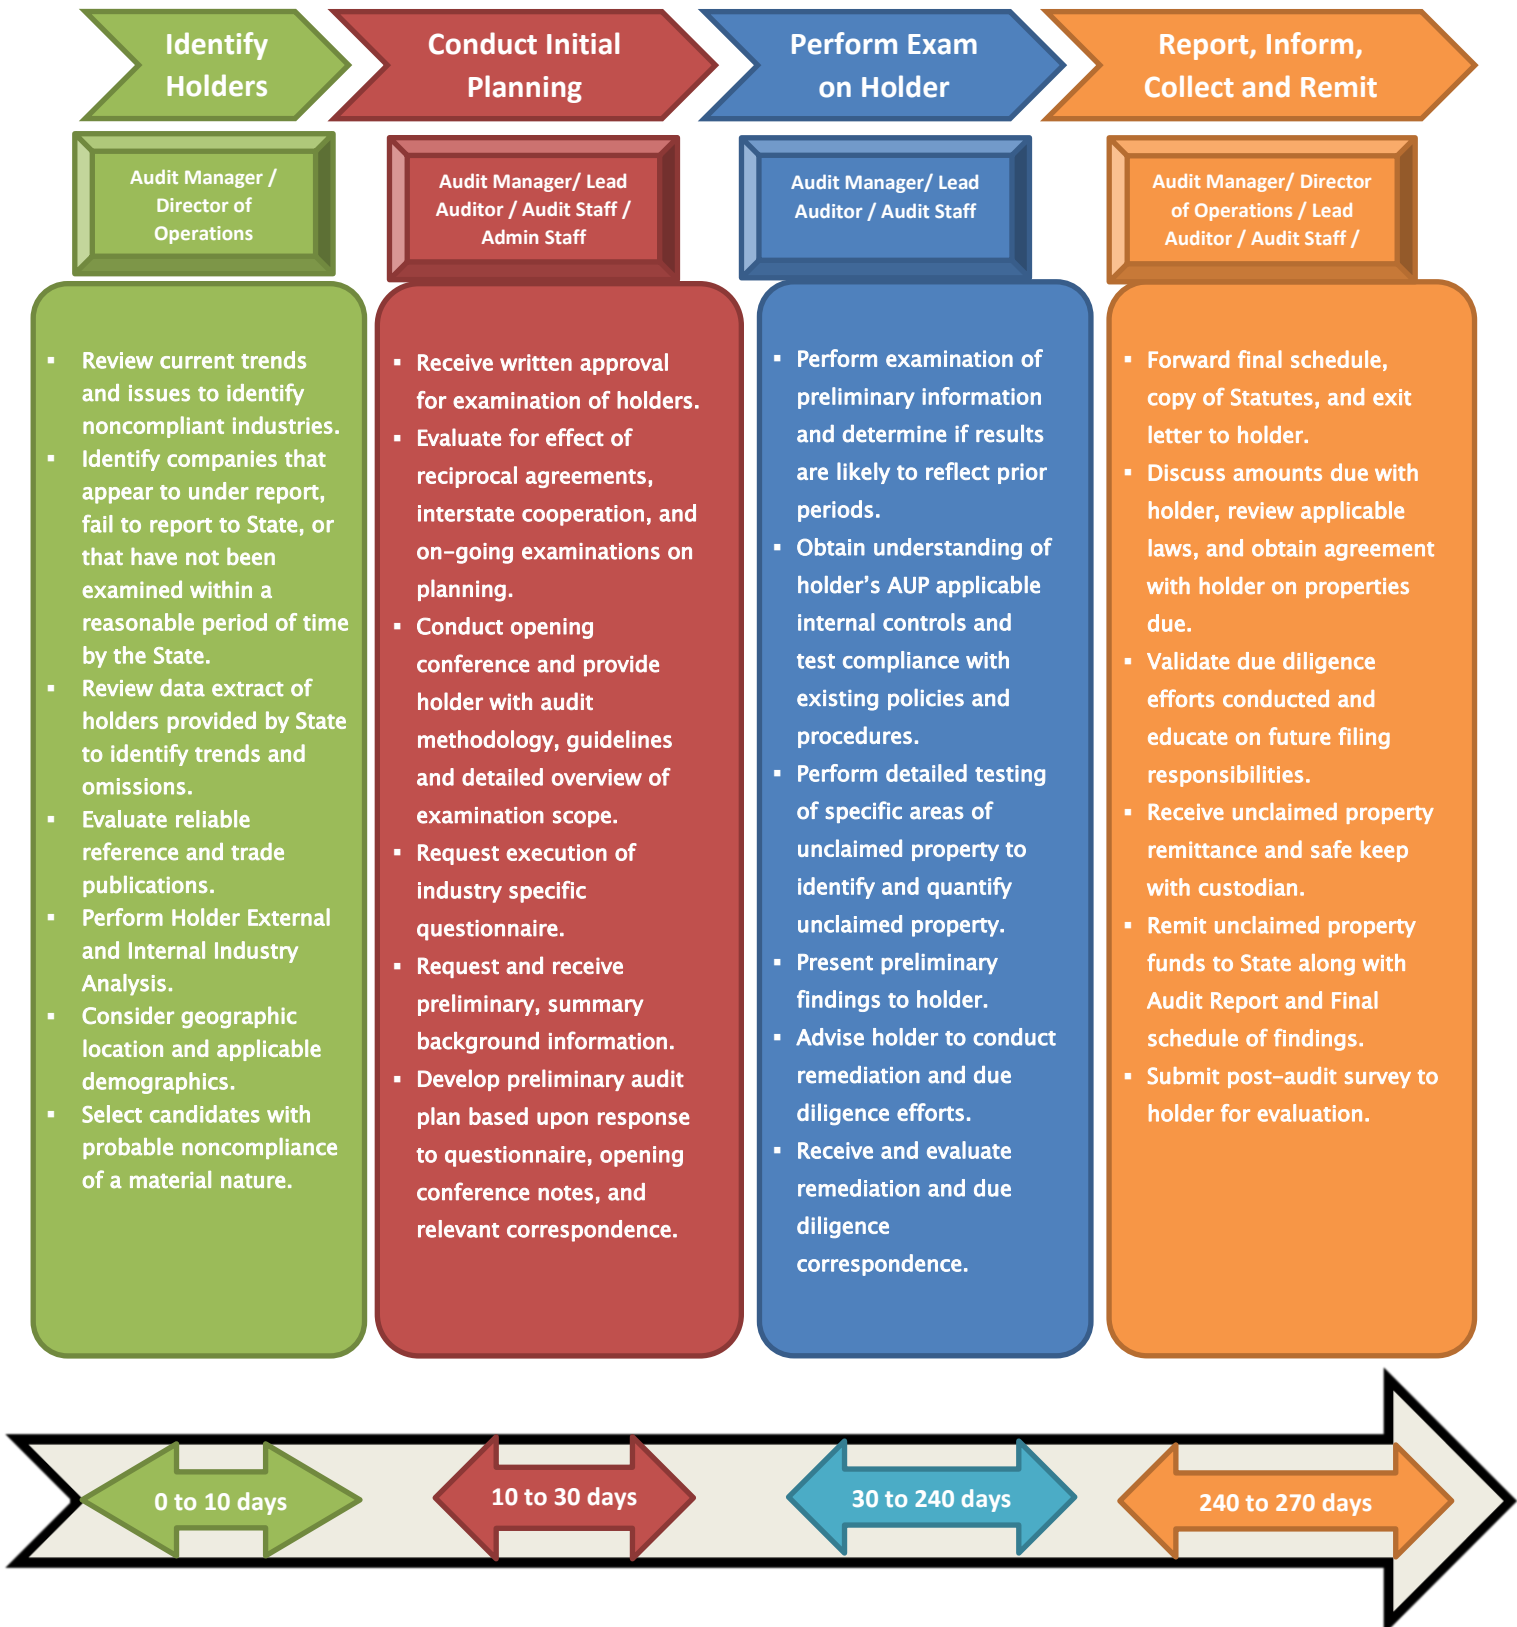 Identify
Holders
Conduct Initial
Planning
Perform Exam
on Holder
Report, Inform,
Collect and Remit
Audit Manager /
Director of
Operations
Audit Manager/ Lead
Auditor / Audit Staff /
Admin Staff
Audit Manager/ Lead
Auditor / Audit Staff
Audit Manager/ Director
of Operations / Lead
Auditor / Audit Staff /
▪ Review current trends
and issues to identify
noncompliant industries.
▪ Identify companies that
appear to under report,
fail to report to State, or
that have not been
examined within a
reasonable period of time
by the State.
▪ Review data extract of
holders provided by State
to identify trends and
omissions.
▪ Evaluate reliable
reference and trade
publications.
▪ Perform Holder External
and Internal Industry
Analysis.
▪ Consider geographic
location and applicable
demographics.
▪ Select candidates with
probable noncompliance
of a material nature.
▪ Receive written approval
for examination of holders.
▪ Evaluate for effect of
reciprocal agreements,
interstate cooperation, and
on-going examinations on
planning.
▪ Conduct opening
conference and provide
holder with audit
methodology, guidelines
and detailed overview of
examination scope.
▪ Request execution of
industry specific
questionnaire.
▪ Request and receive
preliminary, summary
background information.
▪ Develop preliminary audit
plan based upon response
to questionnaire, opening
conference notes, and
relevant correspondence.
▪ Perform examination of
preliminary information
and determine if results
are likely to reflect prior
periods.
▪ Obtain understanding of
holder's AUP applicable
internal controls and
test compliance with
existing policies and
procedures.
▪ Perform detailed testing
of specific areas of
unclaimed property to
identify and quantify
unclaimed property.
▪ Present preliminary
findings to holder.
▪ Advise holder to conduct
remediation and due
diligence efforts.
▪ Receive and evaluate
remediation and due
diligence
correspondence.
▪ Forward final schedule,
copy of Statutes, and exit
letter to holder.
▪ Discuss amounts due with
holder, review applicable
laws, and obtain agreement
with holder on properties
due.
▪ Validate due diligence
efforts conducted and
educate on future filing
responsibilities.
▪ Receive unclaimed property
remittance and safe keep
with custodian.
▪ Remit unclaimed property
funds to State along with
Audit Report and Final
schedule of findings.
▪ Submit post-audit survey to
holder for evaluation.
0 to 10 days
10 to 30 days
30 to 240 days
240 to 270 days